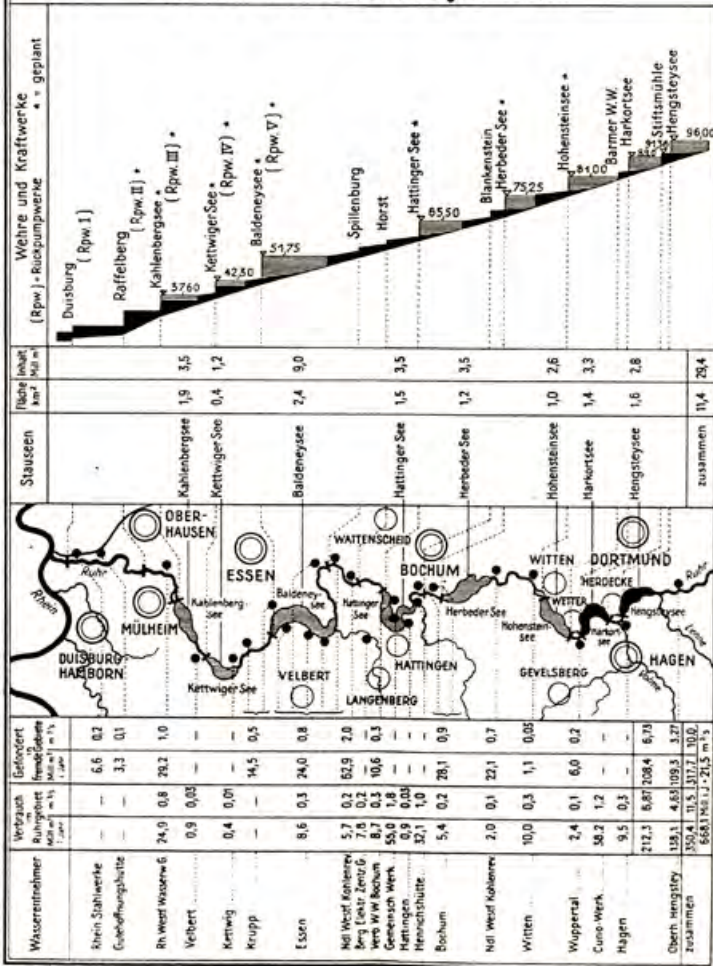 Wasserentnehmer
Verbrauch
Ruhrgebiet
Gefördert
in
fremde Gebiete
Stauseen
Fläche
km²
Inhalt
Mill m³
Wehre und Kraftwerke
(Rpw) = Rückpumpwerke * = geplant
Rhein Stahlwerke 6,6 0,2
Gutehoffnungshütte 3,3 0,1
Rh. Westf Wasserw G. 24,9 0,8 29,2 1,0
Velbert 0,9 0,03 – –
Kettwig 0,4 0,01 – –
Krupp 14,5 0,5
Essen 8,6 0,3 24,0 0,8
Ndl Westf Kohlenrev 5,7 0,2 62,9 2,0
Berg Elektr Zentr.G. 7,8 0,2 – –
Verb W W Bochum 8,7 0,3 10,6 0,3
Gemeinsch Werk 55,0 1,8
Hattingen 0,9 0,03
Henrichshütte 32,1 1,0
Bochum 5,4 0,2 28,1 0,9
Ndl Westf Kohlenrev 2,0 0,1 22,1 0,7
Witten 10,0 0,3 1,1 0,05
Wuppertal 2,4 0,1 6,0 0,2
Cuno-Werk 38,2 1,2 – –
Hagen 9,5 0,3 – –
212,3 6,87 208,4 6,73
Oberh Hengstey 138,1 4,63 109,3 3,27
zusammen 350,4 11,5 317,7 10,0
Rhein
Ruhr
DUISBURG
HAMBORN
OBER-
HAUSEN
MÜLHEIM
Kahlenberg-
see
Kettwiger See
ESSEN
Baldeney-
see
VELBERT
WATTENSCHEID
Hattinger
See
LANGENBERG
HATTINGEN
BOCHUM
Herbeder See
WITTEN
Hohenstein-
see
GEVELSBERG
WETTER
HERDECKE
Harkort-
see
DORTMUND
Hengsteysee
HAGEN
Ruhr
Lenne
Volme
Kahlenbergsee 1,9 3,5
Kettwiger See 0,4 1,2
Baldeneysee 2,4 9,0
Hattinger See 1,5 3,5
Herbeder See 1,2 3,5
Hohensteinsee 1,0 2,6
Harkortsee 1,4 3,3
Hengsteysee 1,6 2,8
zusammen 11,4 29,4
Duisburg
(Rpw. I)
Raffelberg
(Rpw. II) *
Kahlenbergsee *
(Rpw. III) *
37,60
Kettwiger See *
(Rpw. IV) *
42,50
Baldeneysee *
(Rpw. V) *
51,75
Spillenburg
Horst
Hattinger See *
65,50
Blankenstein
Herbeder See *
75,25
Hohensteinsee *
81,00
Barmer W.W.
Harkortsee
Stiftsmühle
Hengsteysee
96,00